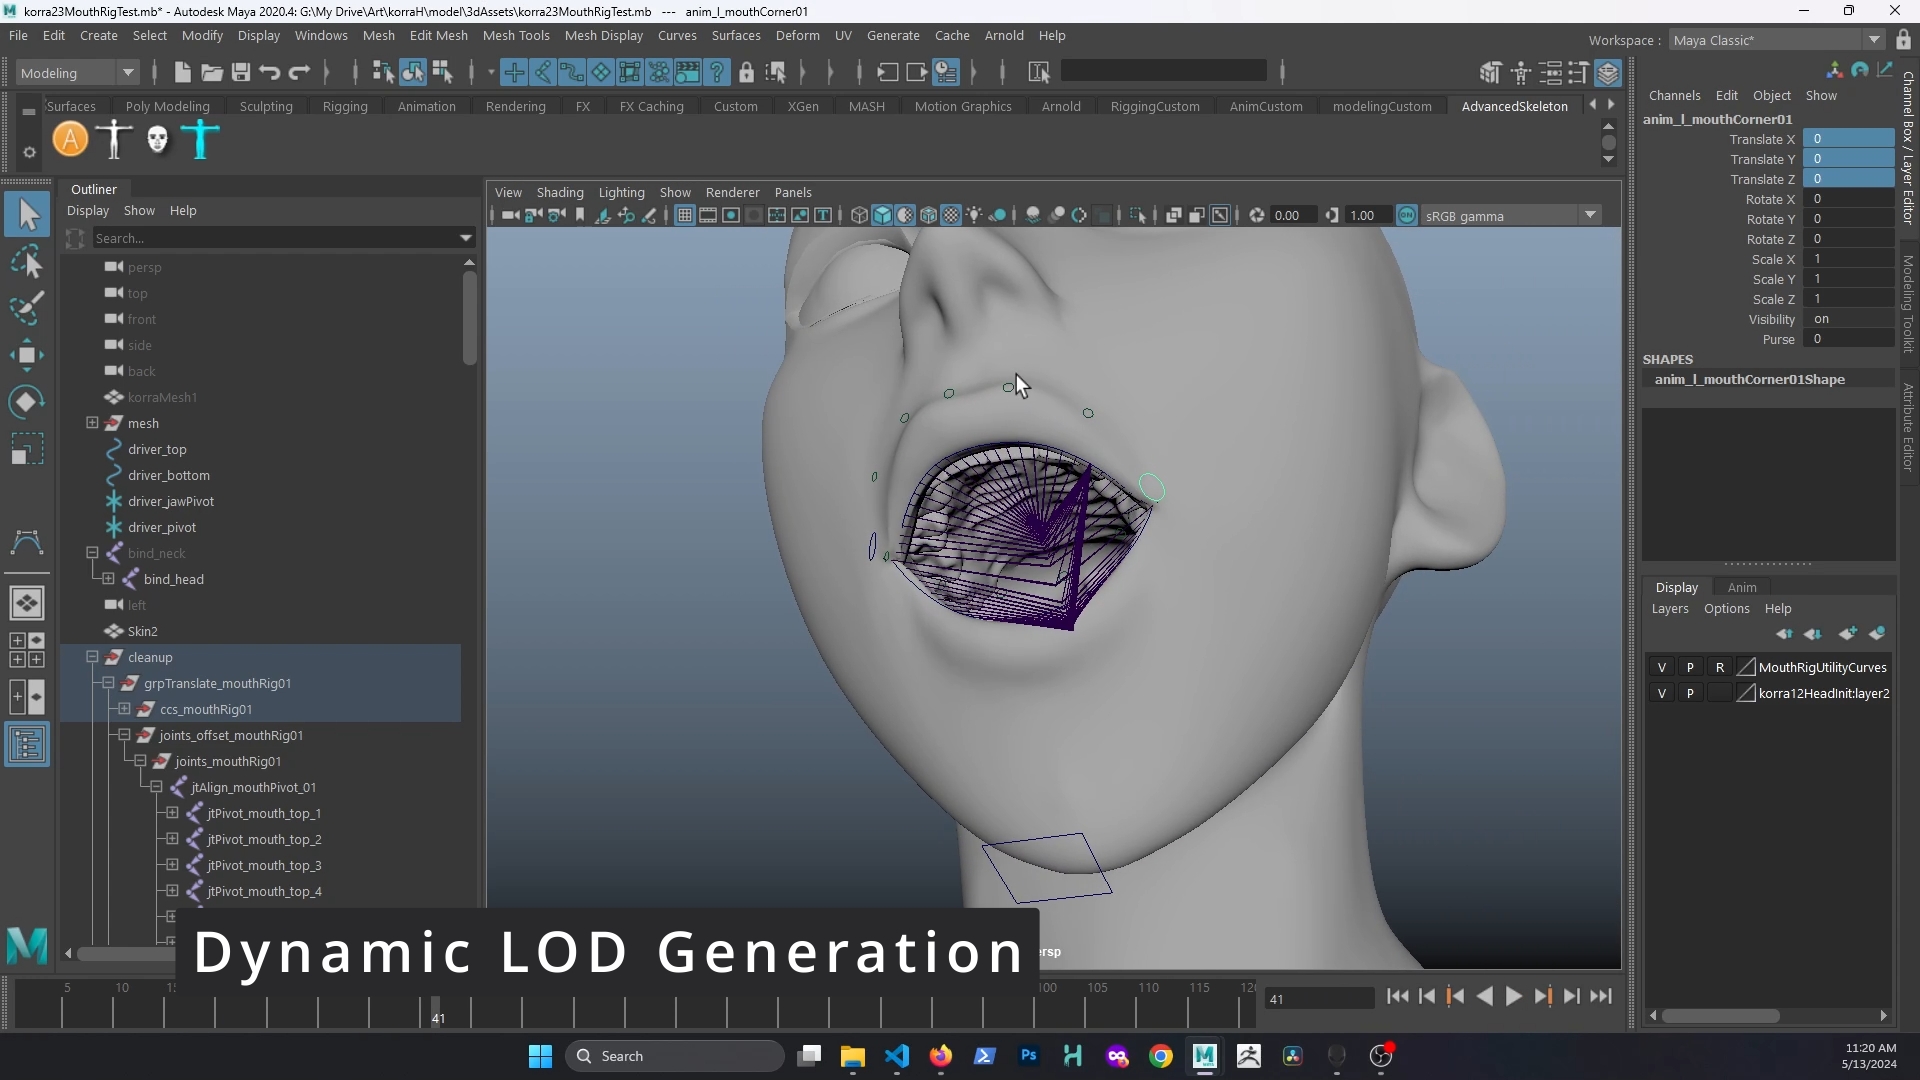 korra23MouthRigTest.mb* - Autodesk Maya 2020.4: G:\My Drive\Art\korraH\model\3dAssets\korra23MouthRigTest.mb --- anim_l_mouthCorner01
File Edit Create Select Modify Display Windows Mesh Edit Mesh Mesh Tools Mesh Display Curves Surfaces Deform UV Generate Cache Arnold Help
Workspace : Maya Classic*
Modeling
Surfaces Poly Modeling Sculpting Rigging Animation Rendering FX FX Caching Custom XGen MASH Motion Graphics Arnold RiggingCustom AnimCustom modelingCustom AdvancedSkeleton
Outliner
Display Show Help
Search...
persp
top
front
side
back
korraMesh1
mesh
driver_top
driver_bottom
driver_jawPivot
driver_pivot
bind_neck
bind_head
left
Skin2
cleanup
grpTranslate_mouthRig01
ccs_mouthRig01
joints_offset_mouthRig01
joints_mouthRig01
jtAlign_mouthPivot_01
jtPivot_mouth_top_1
jtPivot_mouth_top_2
jtPivot_mouth_top_3
jtPivot_mouth_top_4
View Shading Lighting Show Renderer Panels
0.00 1.00 ON sRGB gamma
Dynamic LOD Generation
ersp
Channels Edit Object Show
anim_l_mouthCorner01
Translate X 0
Translate Y 0
Translate Z 0
Rotate X 0
Rotate Y 0
Rotate Z 0
Scale X 1
Scale Y 1
Scale Z 1
Visibility on
Purse 0
SHAPES
anim_l_mouthCorner01Shape
Display Anim
Layers Options Help
V P R MouthRigUtilityCurves
V P korra12HeadInit:layer2
Channel Box / Layer Editor
Modeling Toolkit
Attribute Editor
5 10 15 100 105 110 115 120
41
41
Search
11:20 AM
5/13/2024